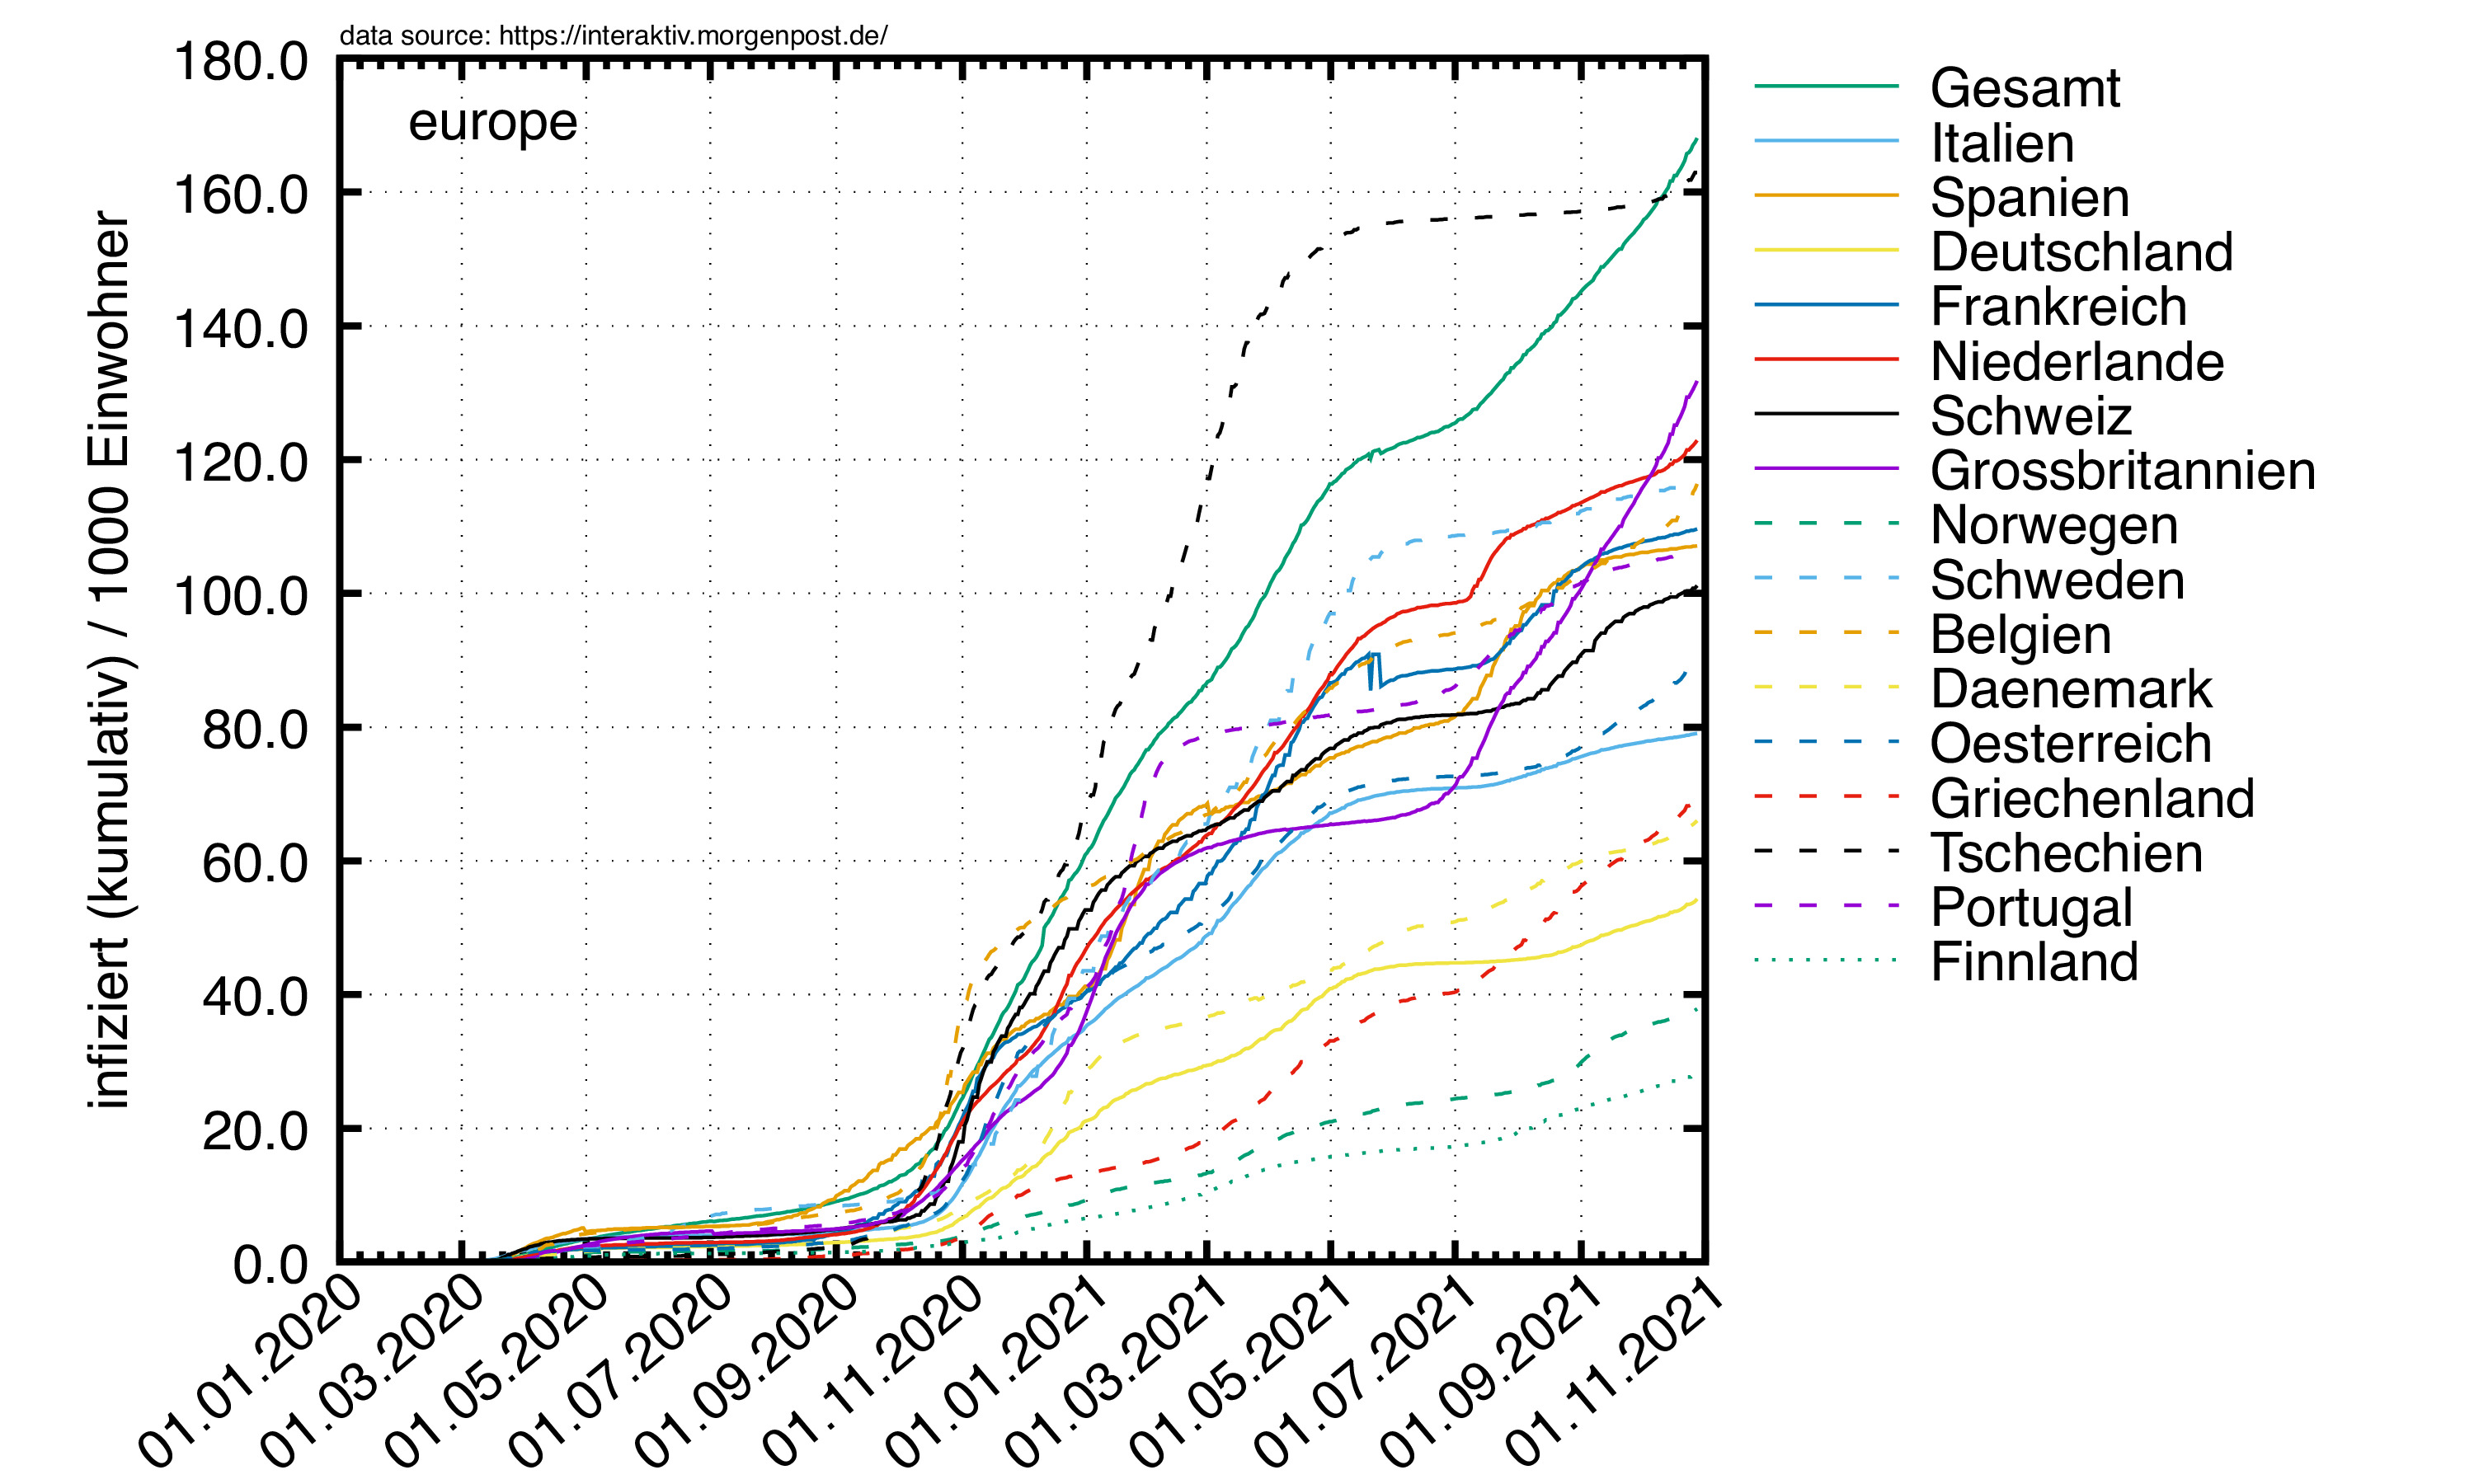 data source: https://interaktiv.morgenpost.de/
europe
infiziert (kumulativ) / 1000 Einwohner
180.0
160.0
140.0
120.0
100.0
80.0
60.0
40.0
20.0
0.0
01.01.2020
01.03.2020
01.05.2020
01.07.2020
01.09.2020
01.11.2020
01.01.2021
01.03.2021
01.05.2021
01.07.2021
01.09.2021
01.11.2021
Gesamt
Italien
Spanien
Deutschland
Frankreich
Niederlande
Schweiz
Grossbritannien
Norwegen
Schweden
Belgien
Daenemark
Oesterreich
Griechenland
Tschechien
Portugal
Finnland